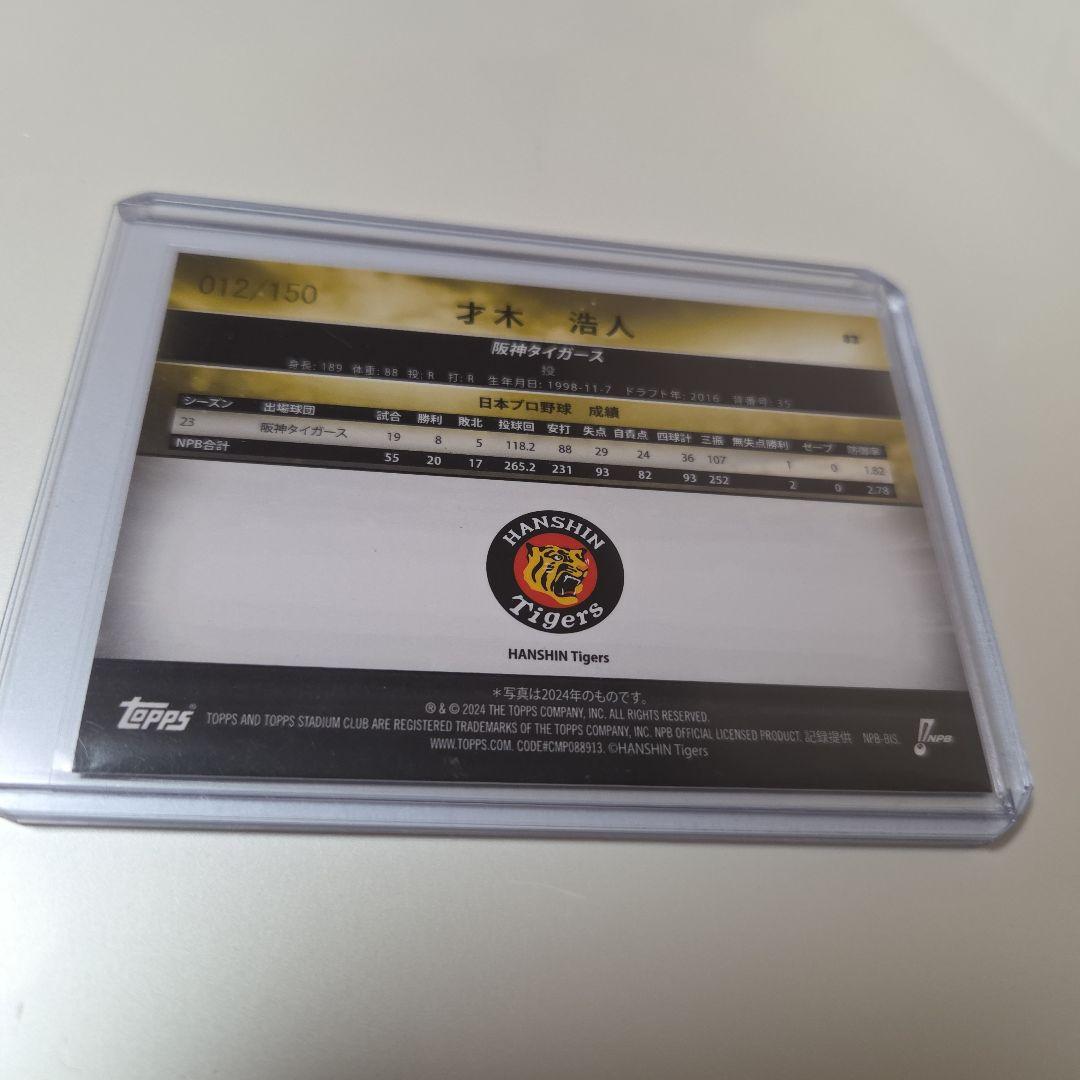 012/150
才木 浩人
83
阪神タイガース
投
身長: 189 体重: 88 投: R 打: R 生年月日: 1998-11-7 ドラフト年: 2016 背番号: 35
日本プロ野球 成績
シーズン 出場球団 試合 勝利 敗北 投球回 安打 失点 自責点 四球計 三振 無失点勝利 セーブ 防御率
23 阪神タイガース 19 8 5 118.2 88 29 24 36 107 1 0 1.82
NPB合計 55 20 17 265.2 231 93 82 93 252 2 0 2.78
HANSHIN
Tigers
HANSHIN Tigers
＊写真は2024年のものです。
® & © 2024 THE TOPPS COMPANY, INC. ALL RIGHTS RESERVED.
topps® TOPPS AND TOPPS STADIUM CLUB ARE REGISTERED TRADEMARKS OF THE TOPPS COMPANY, INC. NPB OFFICIAL LICENSED PRODUCT. 記録提供 NPB-BIS. NPB
WWW.TOPPS.COM. CODE#CMP088913. ©HANSHIN Tigers